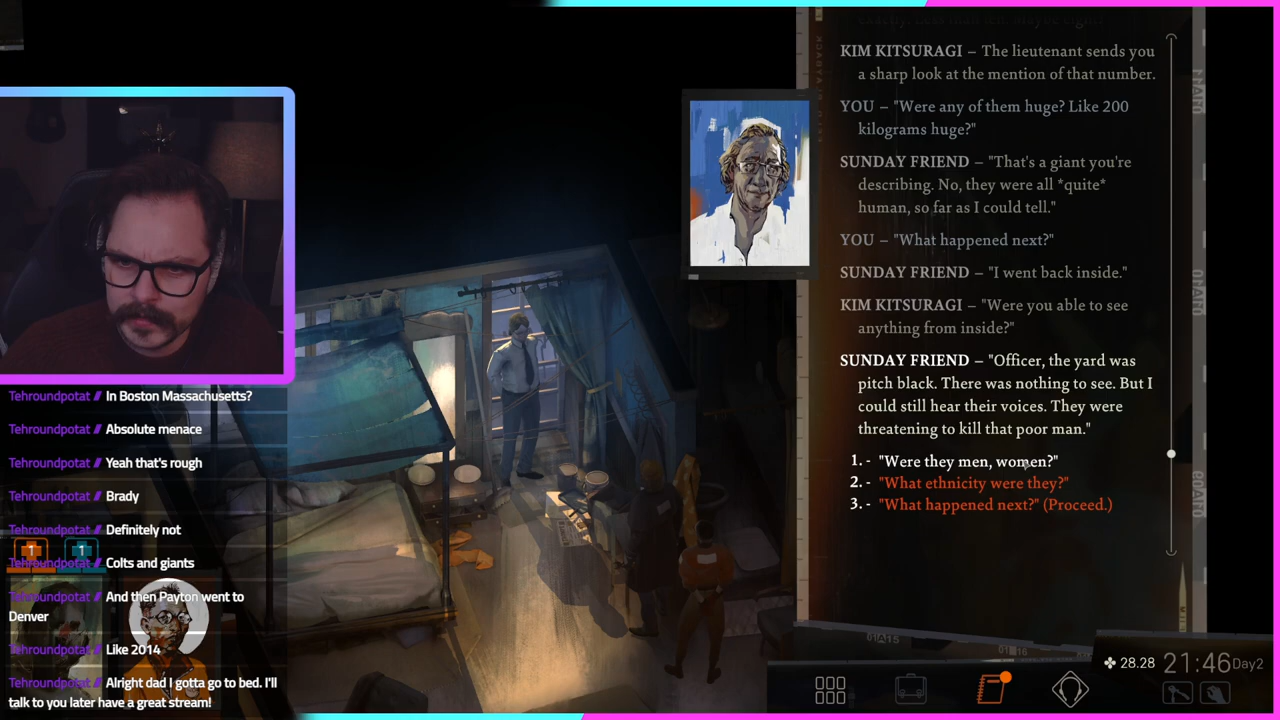 exactly. Less than ten. Maybe eight?
KIM KITSURAGI – The lieutenant sends you
a sharp look at the mention of that number.
YOU – "Were any of them huge? Like 200
kilograms huge?"
SUNDAY FRIEND – "That's a giant you're
describing. No, they were all *quite*
human, so far as I could tell."
YOU – "What happened next?"
SUNDAY FRIEND – "I went back inside."
KIM KITSURAGI – "Were you able to see
anything from inside?"
SUNDAY FRIEND – "Officer, the yard was
pitch black. There was nothing to see. But I
could still hear their voices. They were
threatening to kill that poor man."
1. - "Were they men, women?"
2. - "What ethnicity were they?"
3. - "What happened next?" (Proceed.)
Tehroundpotat // In Boston Massachusetts?
Tehroundpotat // Absolute menace
Tehroundpotat // Yeah that's rough
Tehroundpotat // Brady
Tehroundpotat // Definitely not
Tehroundpotat // Colts and giants
Tehroundpotat // And then Payton went to
Denver
Tehroundpotat // Like 2014
Tehroundpotat // Alright dad I gotta go to bed. I'll
talk to you later have a great stream!
1
1
28.28
21:46 Day2